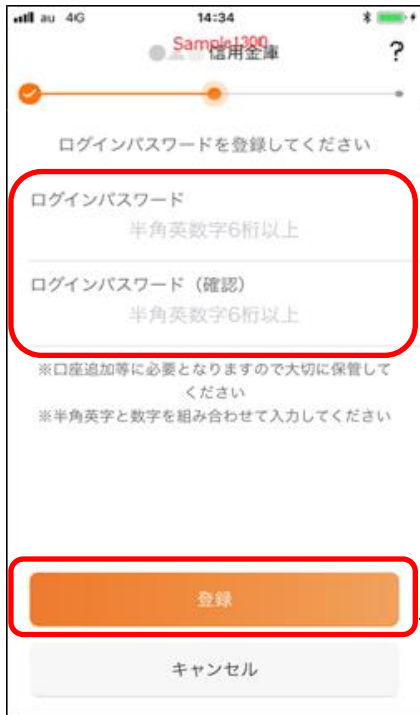 au 4G 14:34
Sample1300
信用金庫 ?
ログインパスワードを登録してください
ログインパスワード
半角英数字6桁以上
ログインパスワード（確認）
半角英数字6桁以上
※口座追加等に必要となりますので大切に保管して
ください
※半角英字と数字を組み合わせて入力してください
登録
キャンセル